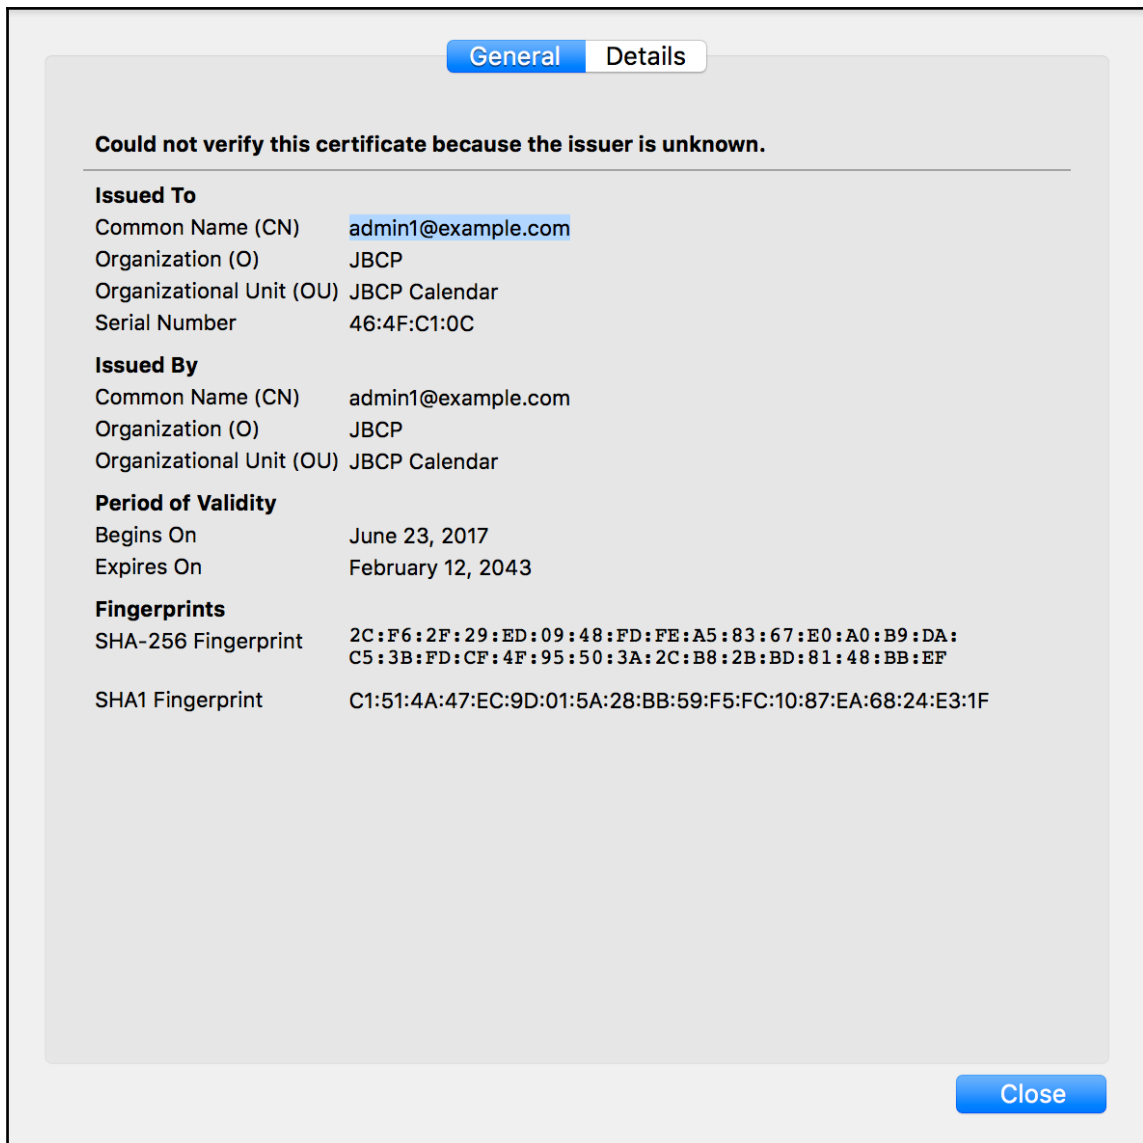 General Details
Could not verify this certificate because the issuer is unknown.
Issued To
Common Name (CN) admin1@example.com
Organization (O) JBCP
Organizational Unit (OU) JBCP Calendar
Serial Number 46:4F:C1:0C
Issued By
Common Name (CN) admin1@example.com
Organization (O) JBCP
Organizational Unit (OU) JBCP Calendar
Period of Validity
Begins On June 23, 2017
Expires On February 12, 2043
Fingerprints
SHA-256 Fingerprint 2C:F6:2F:29:ED:09:48:FD:FE:A5:83:67:E0:A0:B9:DA:
C5:3B:FD:CF:4F:95:50:3A:2C:B8:2B:BD:81:48:BB:EF
SHA1 Fingerprint C1:51:4A:47:EC:9D:01:5A:28:BB:59:F5:FC:10:87:EA:68:24:E3:1F
Close